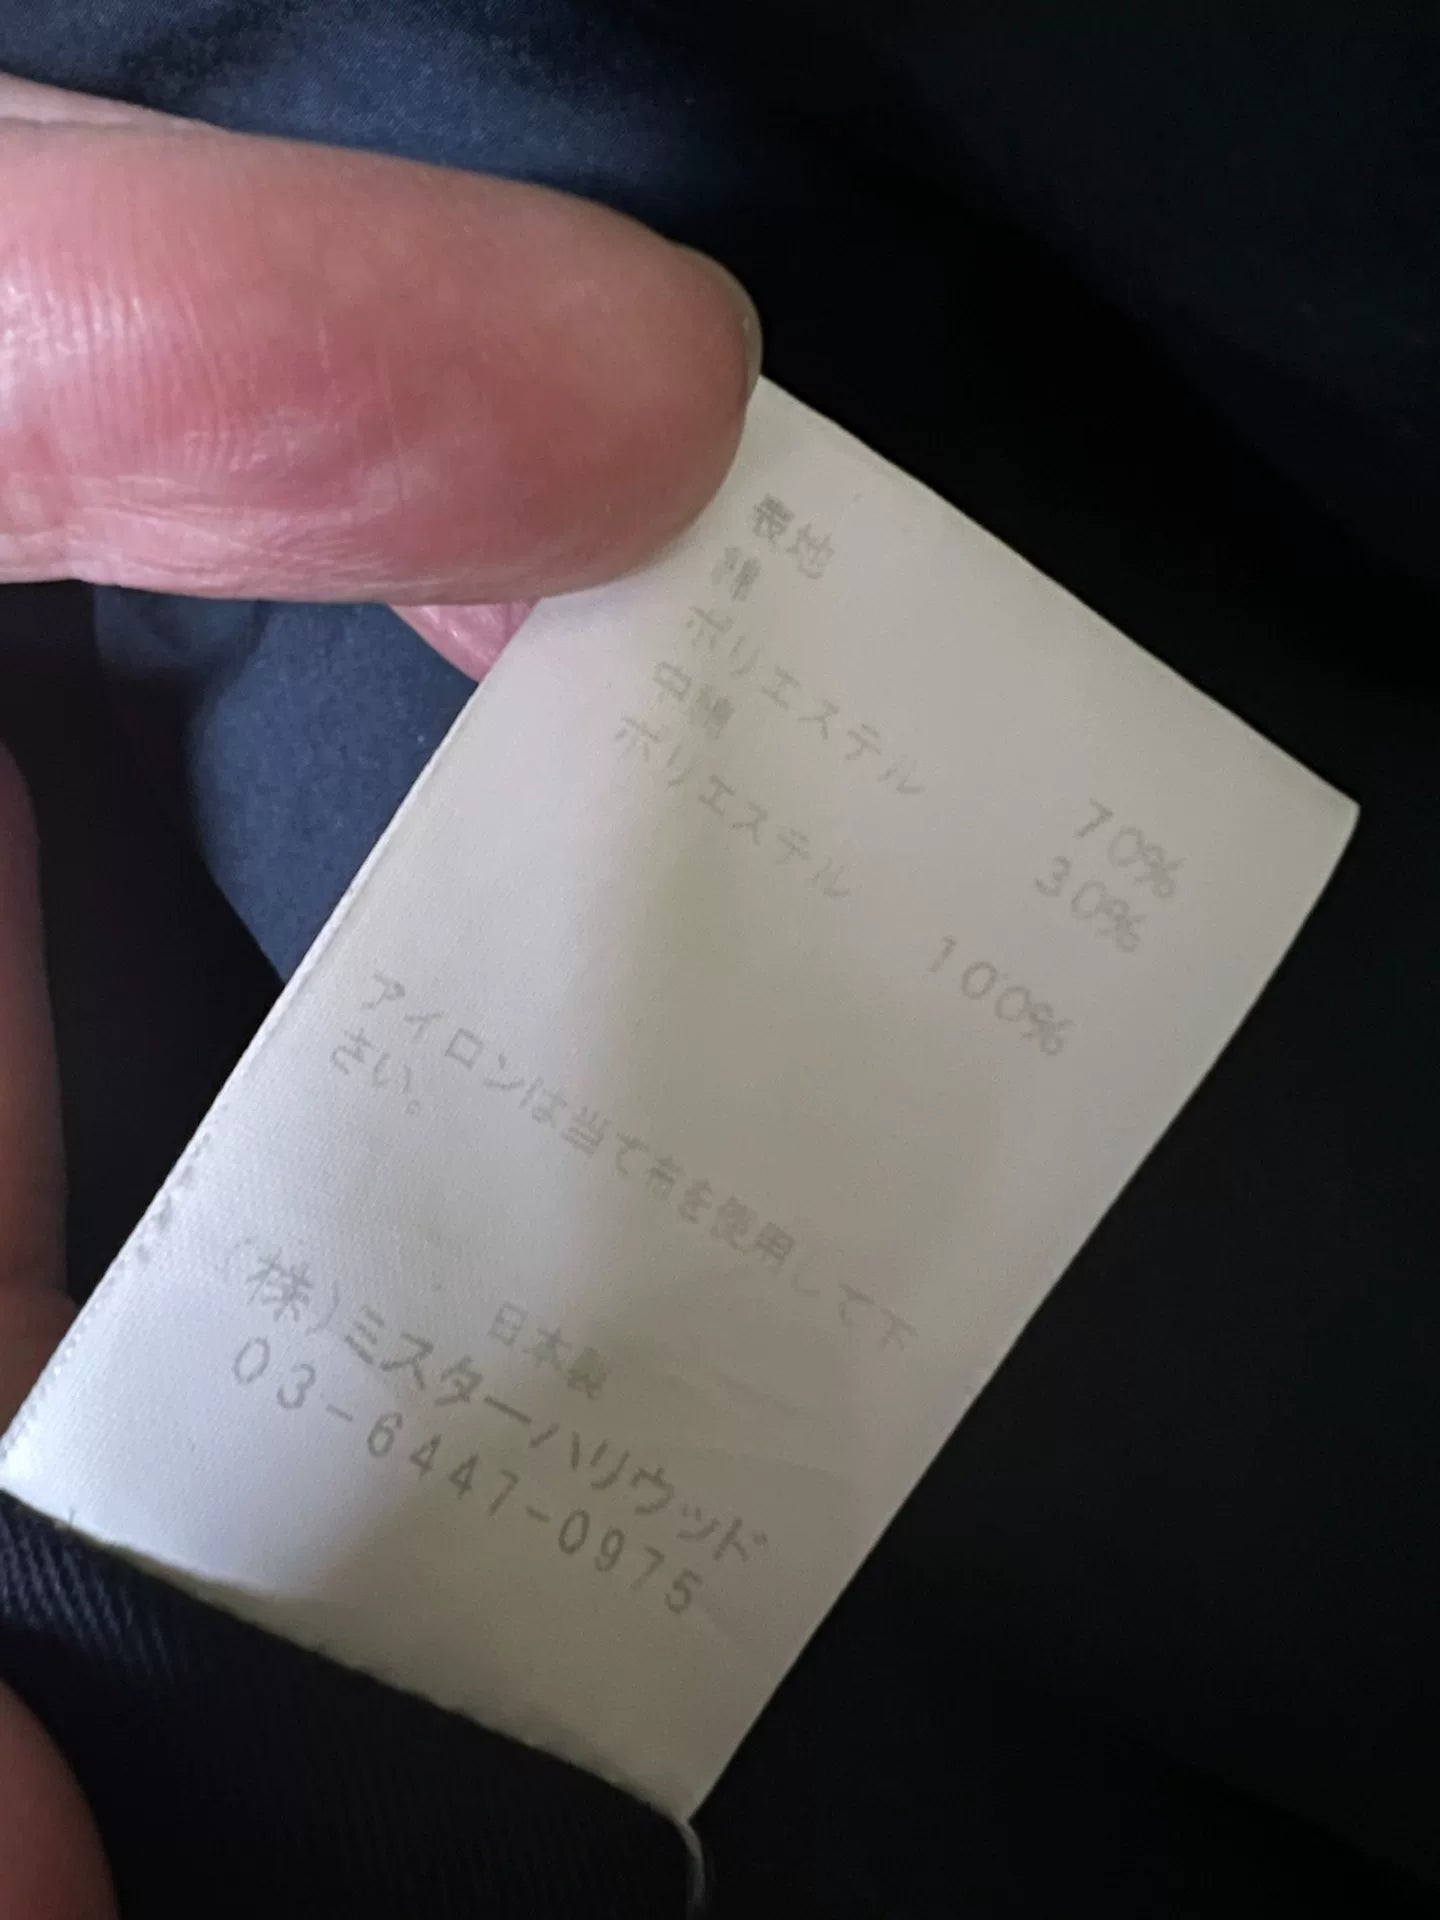 表地
綿 70%
ポリエステル 30%
中綿
ポリエステル 100%
アイロンは当て布を使用して下
さい。
日本製
(株)ミスターハリウッド
03-6447-0975